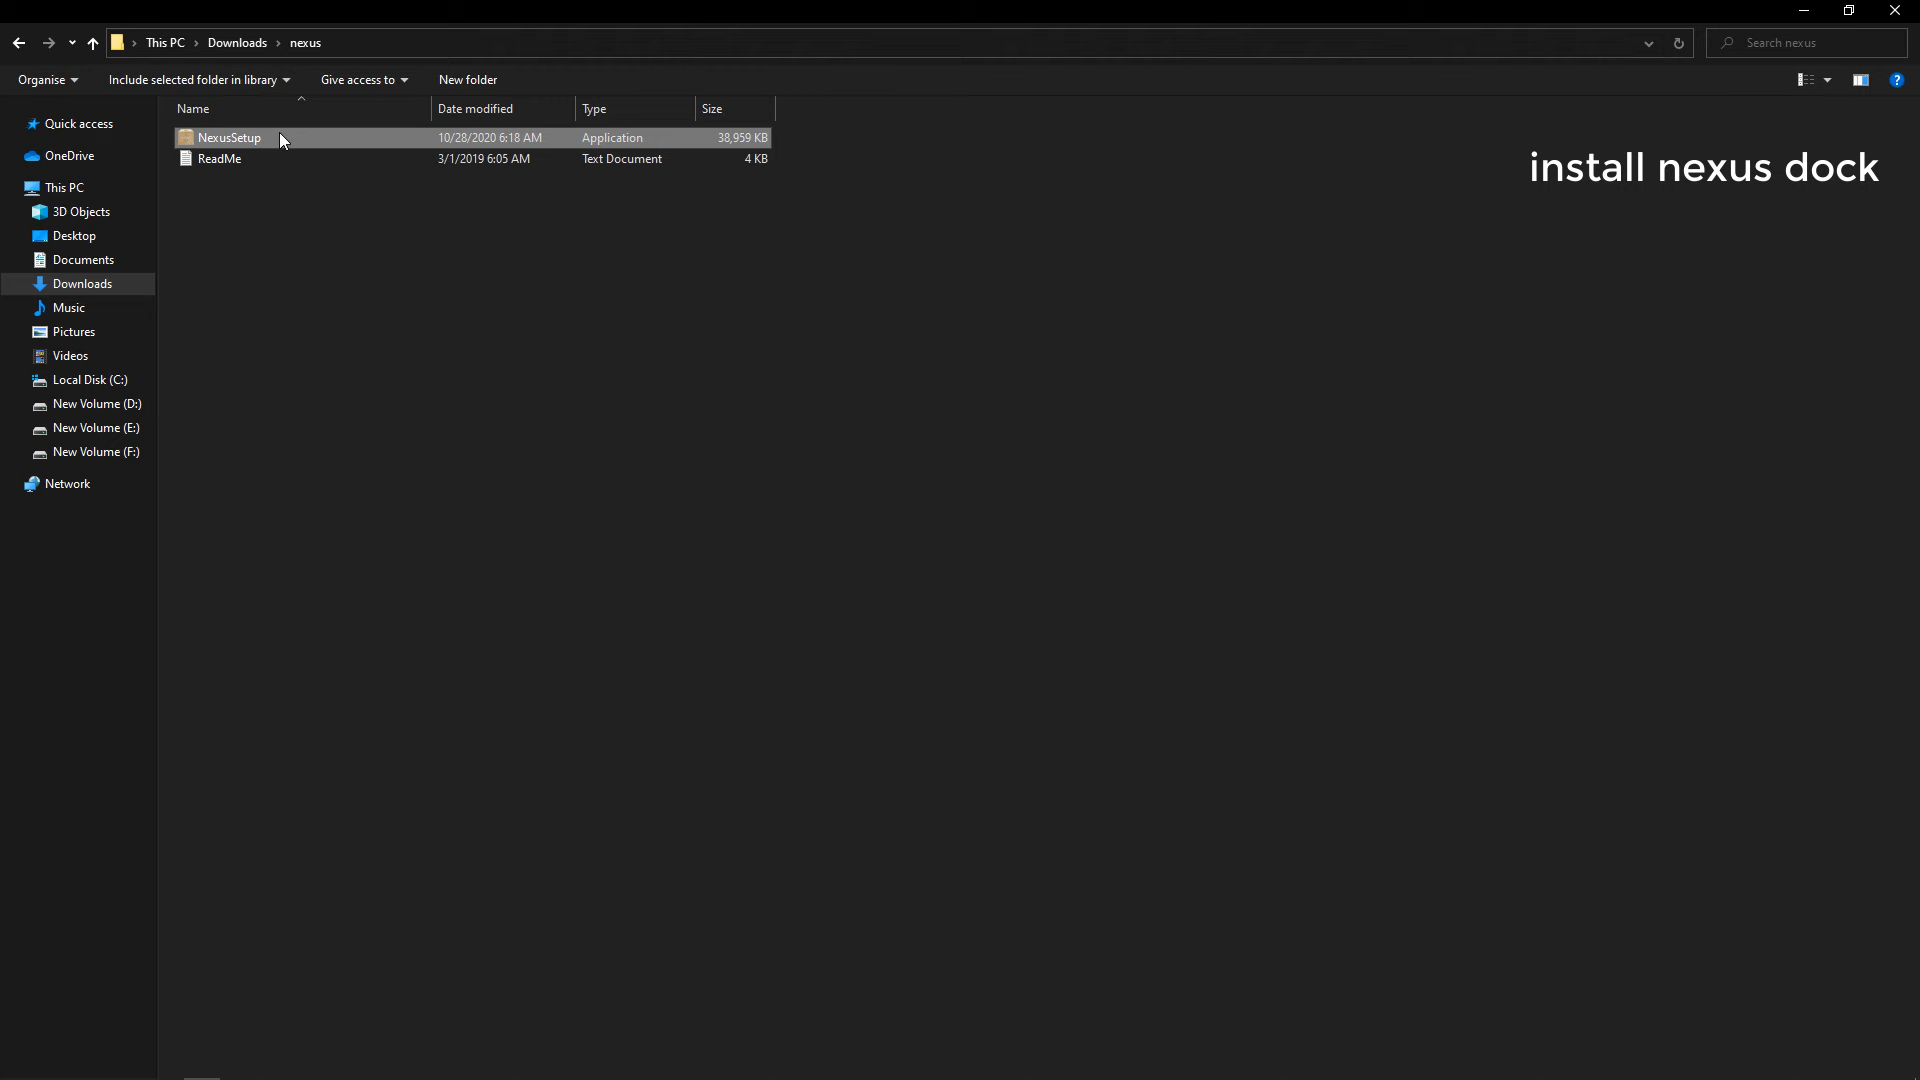 This PC › Downloads › nexus
Search nexus
Organise
Include selected folder in library
Give access to
New folder
Name
Date modified
Type
Size
NexusSetup
10/28/2020 6:18 AM
Application
38,959 KB
ReadMe
3/1/2019 6:05 AM
Text Document
4 KB
install nexus dock
Quick access
OneDrive
This PC
3D Objects
Desktop
Documents
Downloads
Music
Pictures
Videos
Local Disk (C:)
New Volume (D:)
New Volume (E:)
New Volume (F:)
Network